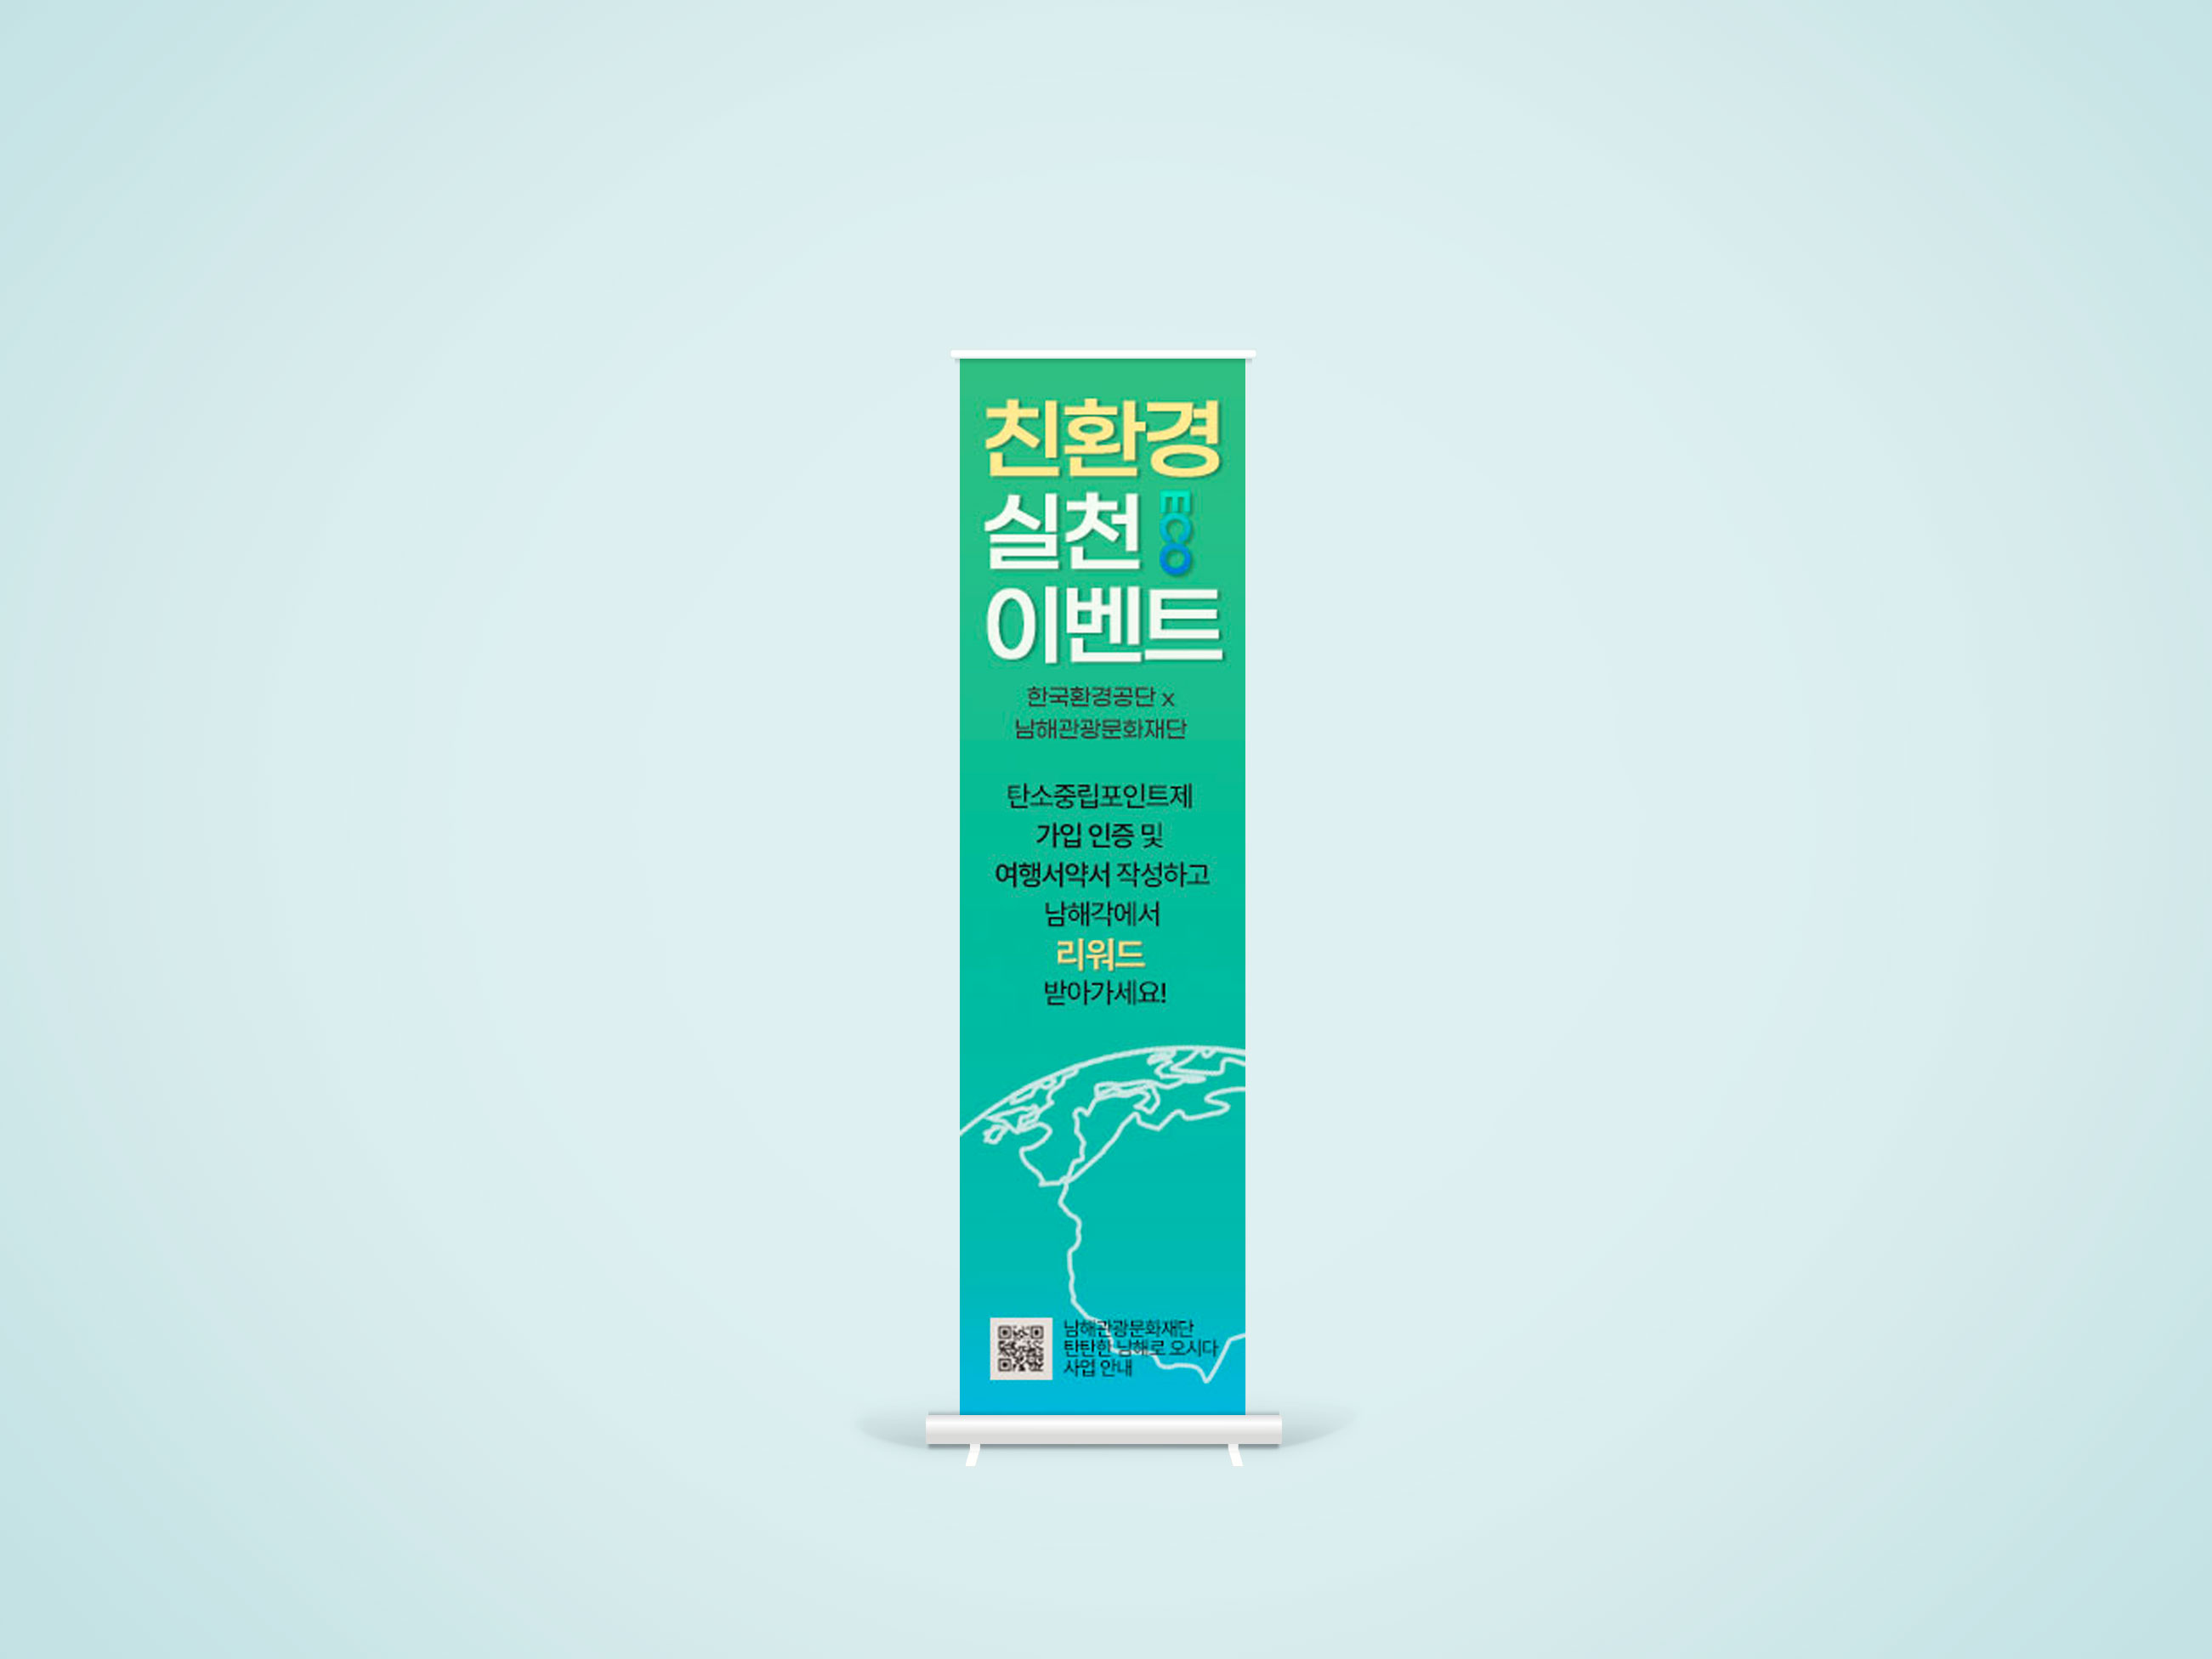 친환경
실천 ECO
이벤트
한국환경공단 x
남해관광문화재단
탄소중립포인트제
가입 인증 및
여행서약서 작성하고
남해각에서
리워드
받아가세요!
남해관광문화재단
탄탄한 남해로 오시다
사업 안내